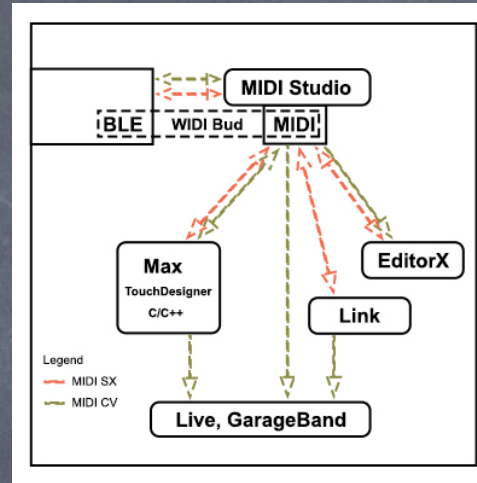 MIDI Studio
BLE
WIDI Bud
MIDI
Max
TouchDesigner
C/C++
EditorX
Link
Legend
MIDI SX
MIDI CV
Live, GarageBand